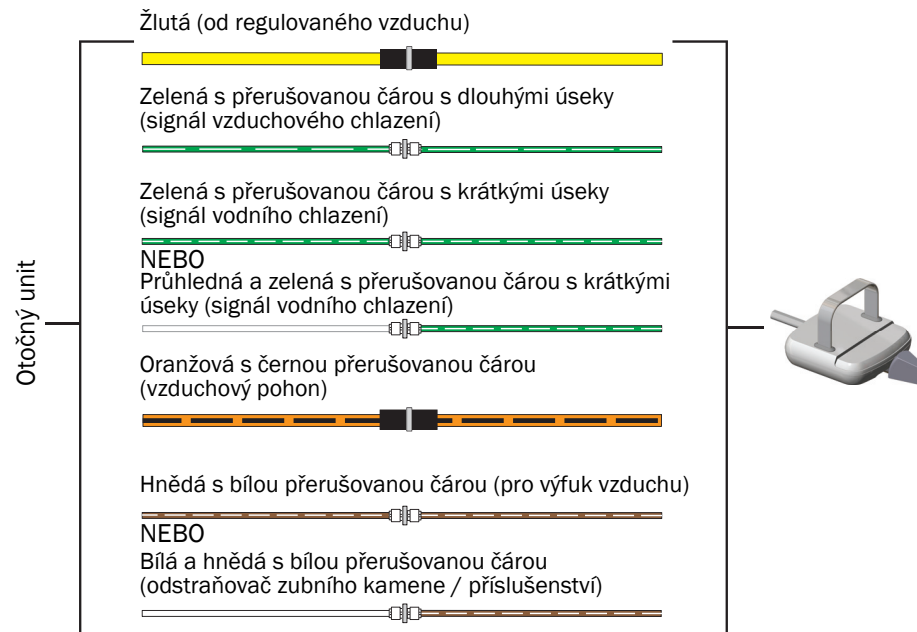 Žlutá (od regulovaného vzduchu)
Zelená s přerušovanou čárou s dlouhými úseky
(signál vzduchového chlazení)
Zelená s přerušovanou čárou s krátkými úseky
(signál vodního chlazení)
NEBO
Průhledná a zelená s přerušovanou čárou s krátkými
úseky (signál vodního chlazení)
Otočný unit
Oranžová s černou přerušovanou čárou
(vzduchový pohon)
Hnědá s bílou přerušovanou čárou (pro výfuk vzduchu)
NEBO
Bílá a hnědá s bílou přerušovanou čárou
(odstraňovač zubního kamene / příslušenství)